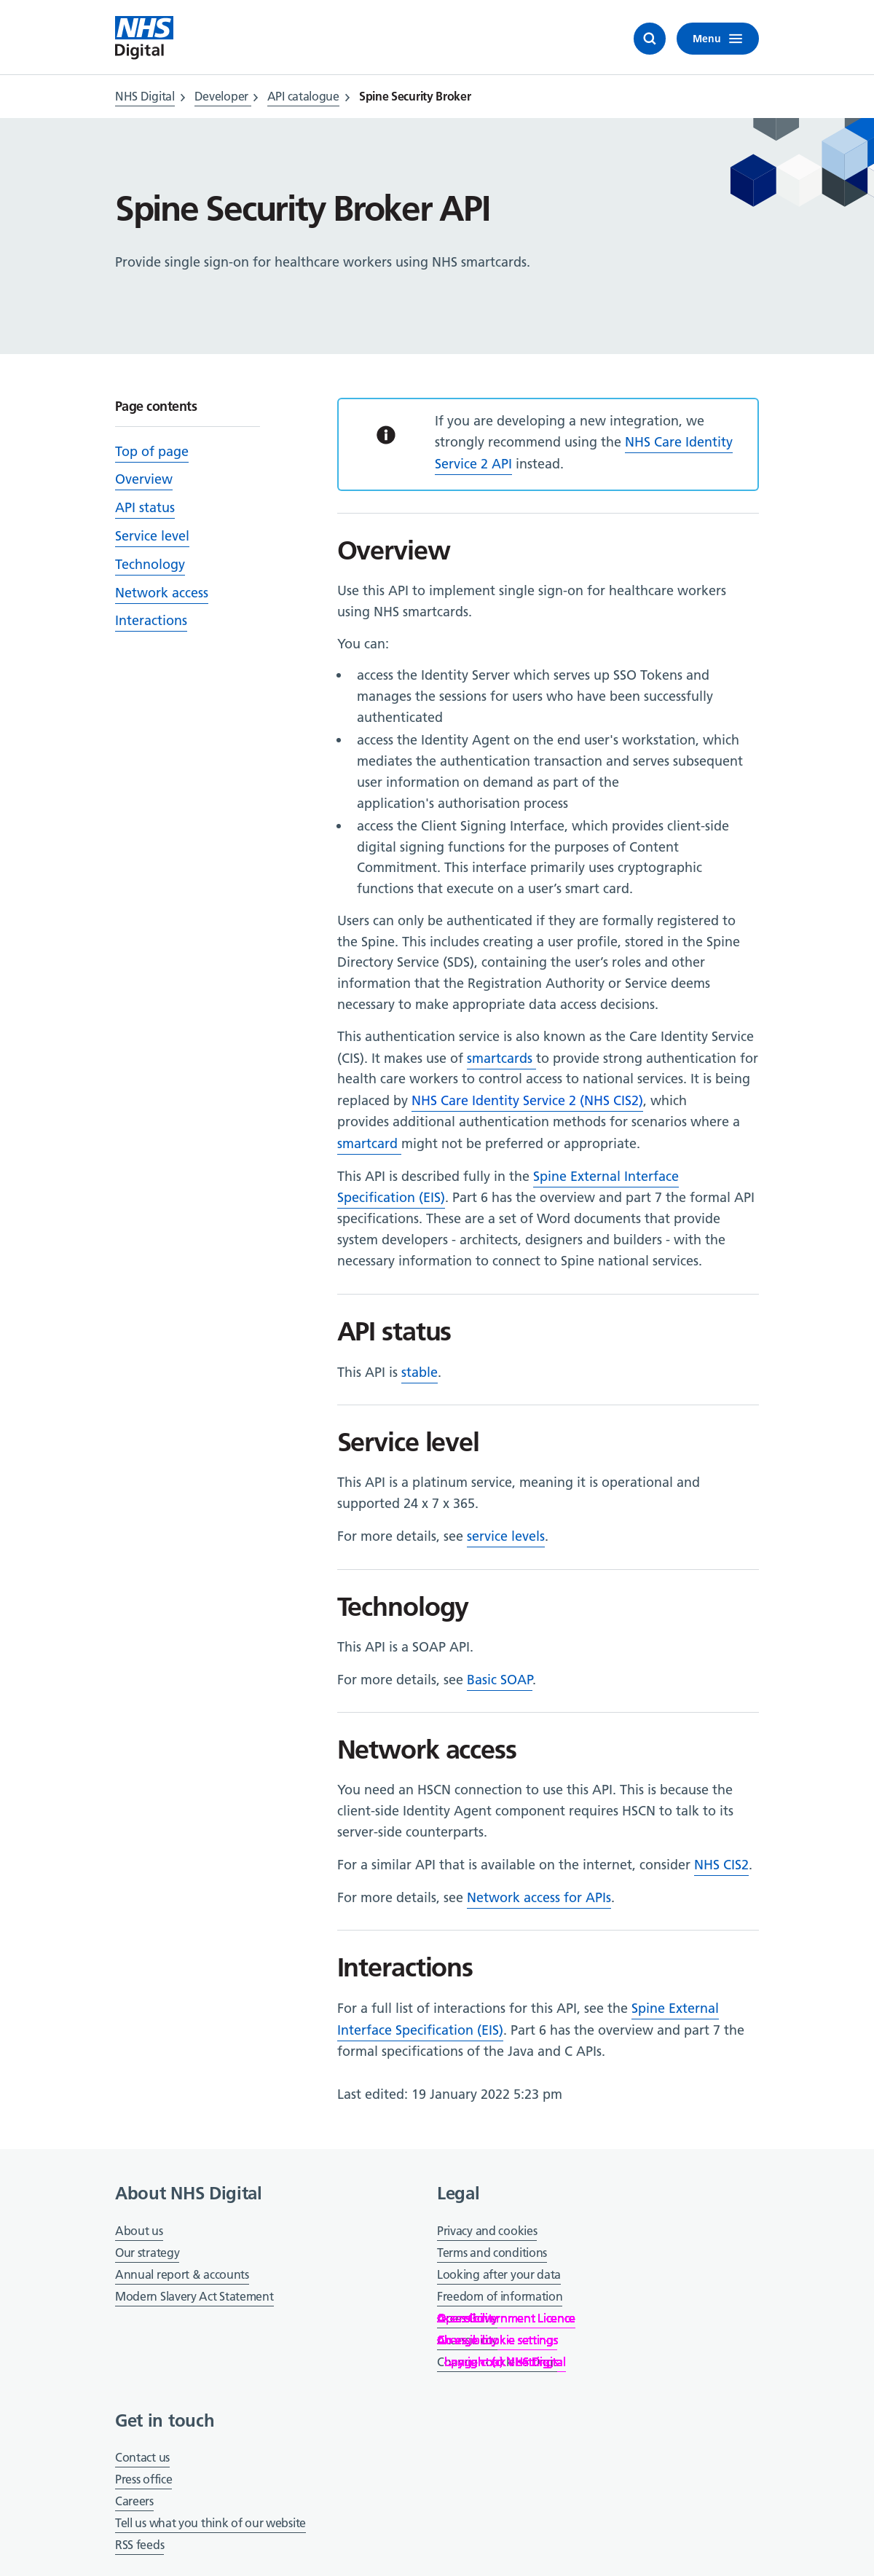 NHS
Digital
Menu
NHS Digital
Developer
API catalogue
Spine Security Broker
Spine Security Broker API
Provide single sign-on for healthcare workers using NHS smartcards.
Page contents
Top of page
Overview
API status
Service level
Technology
Network access
Interactions
If you are developing a new integration, we
strongly recommend using the NHS Care Identity
Service 2 API instead.
Overview
Use this API to implement single sign-on for healthcare workers
using NHS smartcards.
You can:
access the Identity Server which serves up SSO Tokens and
manages the sessions for users who have been successfully
authenticated
access the Identity Agent on the end user's workstation, which
mediates the authentication transaction and serves subsequent
user information on demand as part of the
application's authorisation process
access the Client Signing Interface, which provides client-side
digital signing functions for the purposes of Content
Commitment. This interface primarily uses cryptographic
functions that execute on a user’s smart card.
Users can only be authenticated if they are formally registered to
the Spine. This includes creating a user profile, stored in the Spine
Directory Service (SDS), containing the user’s roles and other
information that the Registration Authority or Service deems
necessary to make appropriate data access decisions.
This authentication service is also known as the Care Identity Service
(CIS). It makes use of smartcards to provide strong authentication for
health care workers to control access to national services. It is being
replaced by NHS Care Identity Service 2 (NHS CIS2), which
provides additional authentication methods for scenarios where a
smartcard might not be preferred or appropriate.
This API is described fully in the Spine External Interface
Specification (EIS). Part 6 has the overview and part 7 the formal API
specifications. These are a set of Word documents that provide
system developers - architects, designers and builders - with the
necessary information to connect to Spine national services.
API status
This API is stable.
Service level
This API is a platinum service, meaning it is operational and
supported 24 x 7 x 365.
For more details, see service levels.
Technology
This API is a SOAP API.
For more details, see Basic SOAP.
Network access
You need an HSCN connection to use this API. This is because the
client-side Identity Agent component requires HSCN to talk to its
server-side counterparts.
For a similar API that is available on the internet, consider NHS CIS2.
For more details, see Network access for APIs.
Interactions
For a full list of interactions for this API, see the Spine External
Interface Specification (EIS). Part 6 has the overview and part 7 the
formal specifications of the Java and C APIs.
Last edited: 19 January 2022 5:23 pm
About NHS Digital
About us
Our strategy
Annual report & accounts
Modern Slavery Act Statement
Legal
Privacy and cookies
Terms and conditions
Looking after your data
Freedom of information
Licence
cookie settings
Get in touch
Contact us
Press office
Careers
Tell us what you think of our website
RSS feeds